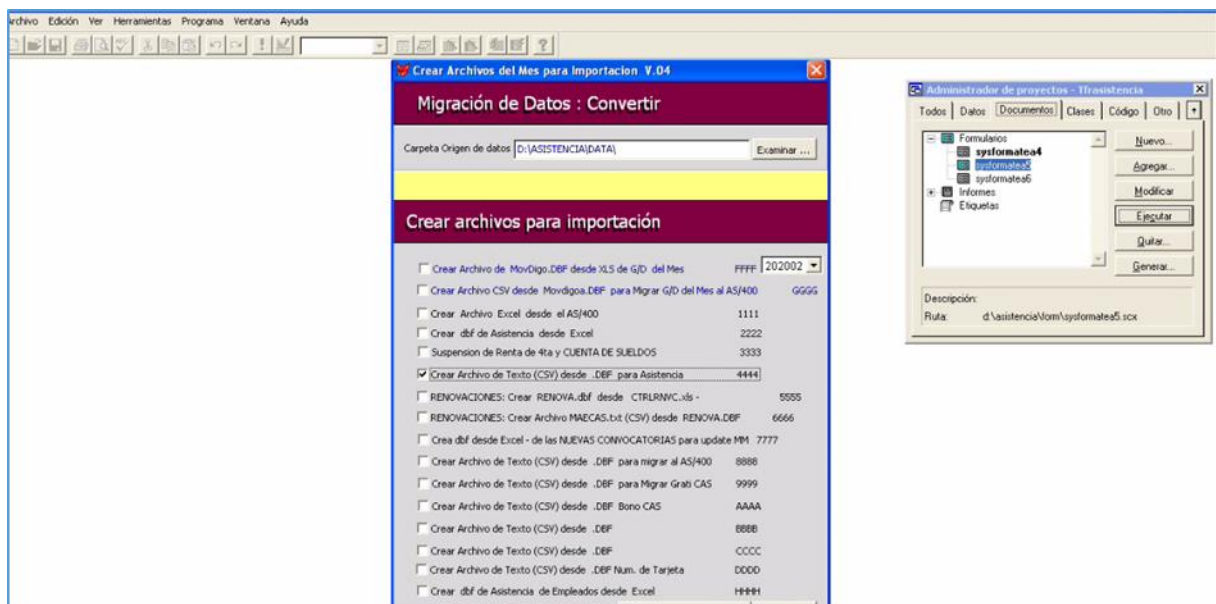 rchivo Edición Ver Herramientas Programa Ventana Ayuda
Crear Archivos del Mes para Importacion V.04
Migración de Datos : Convertir
Carpeta Origen de datos D:\ASISTENCIA\DATA\ Examinar ...
Crear archivos para importación
Crear Archivo de MovDigo.DBF desde XLS de G/D del Mes FFFF 202002
Crear Archivo CSV desde Movdigoa.DBF para Migrar G/D del Mes al AS/400 GGGG
Crear Archivo Excel desde el AS/400 1111
Crear dbf de Asistencia desde Excel 2222
Suspension de Renta de 4ta y CUENTA DE SUELDOS 3333
Crear Archivo de Texto (CSV) desde .DBF para Asistencia 4444
RENOVACIONES: Crear RENOVA.dbf desde CTRLRNVC.xls - 5555
RENOVACIONES: Crear Archivo MAECAS.txt (CSV) desde RENOVA.DBF 6666
Crea dbf desde Excel - de las NUEVAS CONVOCATORIAS para update MM 7777
Crear Archivo de Texto (CSV) desde .DBF para migrar al AS/400 8888
Crear Archivo de Texto (CSV) desde .DBF para Migrar Grati CAS 9999
Crear Archivo de Texto (CSV) desde .DBF Bono CAS AAAA
Crear Archivo de Texto (CSV) desde .DBF BBBB
Crear Archivo de Texto (CSV) desde .DBF CCCC
Crear Archivo de Texto (CSV) desde .DBF Num. de Tarjeta DDDD
Crear dbf de Asistencia de Empleados desde Excel HHHH
Administrador de proyectos - Tfrasistencia
Todos Datos Documentos Clases Código Otro
Formularios
sysformatea4
sysformatea5
sysformatea6
Informes
Etiquetas
Nuevo...
Agregar...
Modificar
Ejecutar
Quitar...
Generar...
Descripción:
Ruta: d:\asistencia\form\sysformatea5.scx